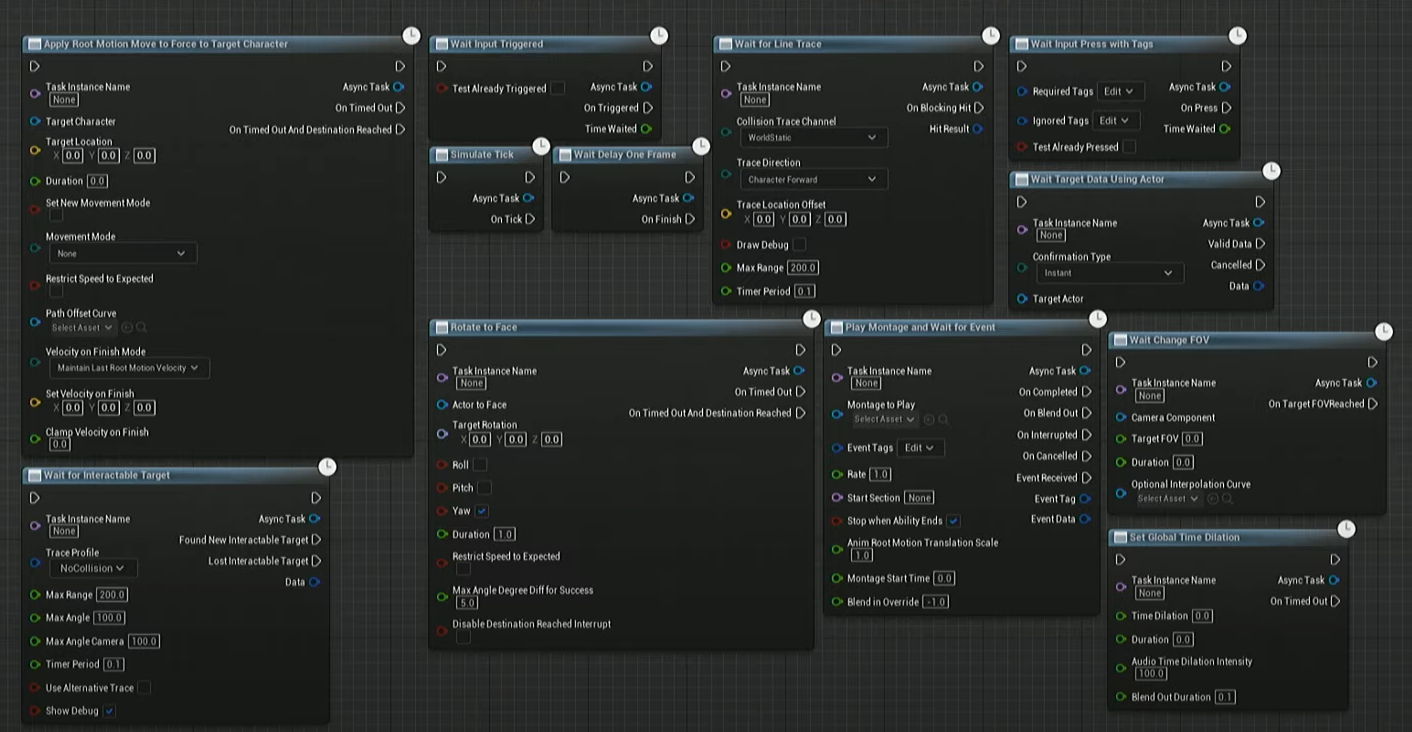 Apply Root Motion Move to Force to Target Character
Task Instance Name
None
Async Task
On Timed Out
Target Character
On Timed Out And Destination Reached
Target Location
X 0.0 Y 0.0 Z 0.0
Duration 0.0
Set New Movement Mode
Movement Mode
None
Restrict Speed to Expected
Path Offset Curve
Select Asset
Velocity on Finish Mode
Maintain Last Root Motion Velocity
Set Velocity on Finish
X 0.0 Y 0.0 Z 0.0
Clamp Velocity on Finish
0.0
Wait Input Triggered
Test Already Triggered
Async Task
On Triggered
Time Waited
Simulate Tick
Async Task
On Tick
Wait Delay One Frame
Async Task
On Finish
Wait for Line Trace
Task Instance Name
None
Async Task
On Blocking Hit
Hit Result
Collision Trace Channel
WorldStatic
Trace Direction
Character Forward
Trace Location Offset
X 0.0 Y 0.0 Z 0.0
Draw Debug
Max Range 200.0
Timer Period 0.1
Wait Input Press with Tags
Required Tags Edit
Async Task
On Press
Ignored Tags Edit
Time Waited
Test Already Pressed
Wait Target Data Using Actor
Task Instance Name
None
Async Task
Valid Data
Confirmation Type
Instant
Cancelled
Data
Target Actor
Wait for Interactable Target
Task Instance Name
None
Async Task
Found New Interactable Target
Trace Profile
NoCollision
Lost Interactable Target
Data
Max Range 200.0
Max Angle 100.0
Max Angle Camera 100.0
Timer Period 0.1
Use Alternative Trace
Show Debug
Rotate to Face
Task Instance Name
None
Async Task
On Timed Out
Actor to Face
On Timed Out And Destination Reached
Target Rotation
X 0.0 Y 0.0 Z 0.0
Roll
Pitch
Yaw
Duration 1.0
Restrict Speed to Expected
Max Angle Degree Diff for Success
5.0
Disable Destination Reached Interrupt
Play Montage and Wait for Event
Task Instance Name
None
Async Task
On Completed
Montage to Play
Select Asset
On Blend Out
On Interrupted
Event Tags Edit
On Cancelled
Rate 1.0
Event Received
Start Section None
Event Tag
Stop when Ability Ends
Event Data
Anim Root Motion Translation Scale
1.0
Montage Start Time 0.0
Blend in Override -1.0
Wait Change FOV
Task Instance Name
None
Async Task
On Target FOVReached
Camera Component
Target FOV 0.0
Duration 0.0
Optional Interpolation Curve
Select Asset
Set Global Time Dilation
Task Instance Name
None
Async Task
On Timed Out
Time Dilation 0.0
Duration 0.0
Audio Time Dilation Intensity
100.0
Blend Out Duration 0.1